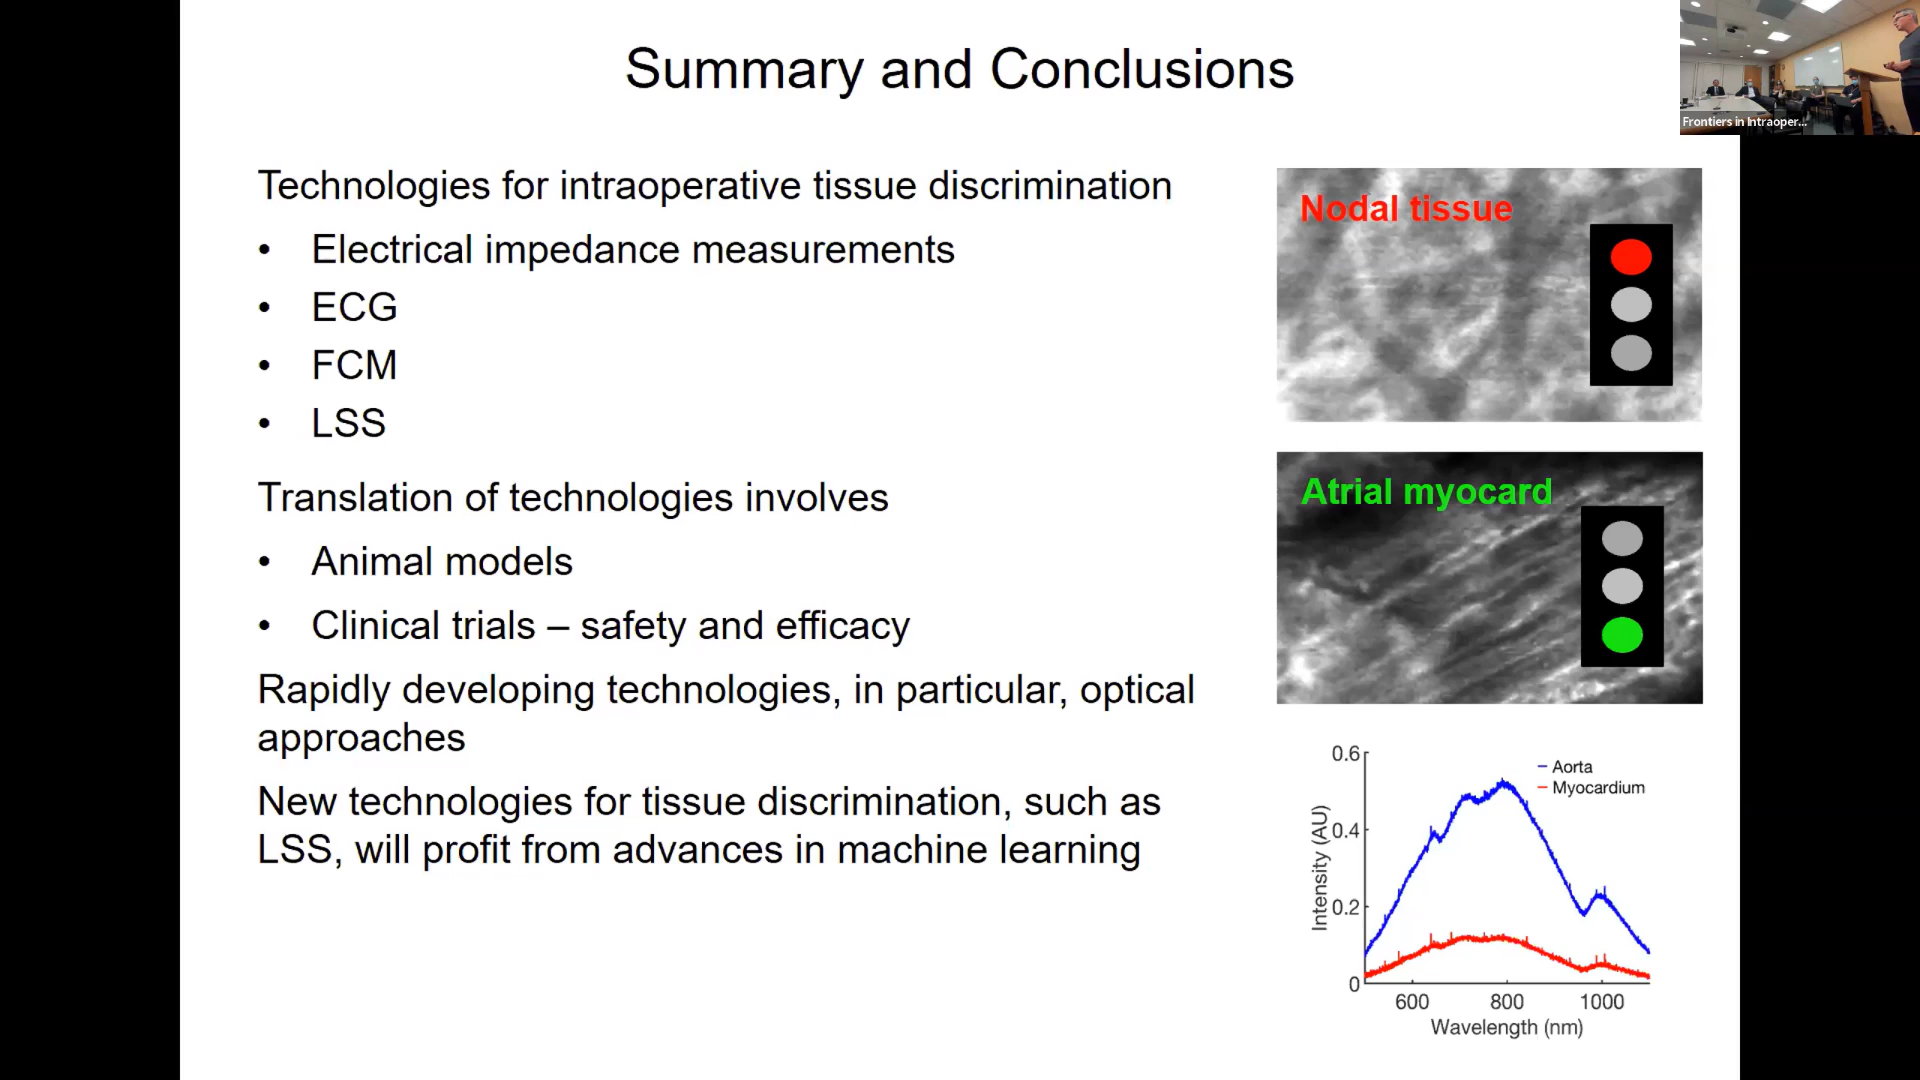 Summary and Conclusions
Frontiers in Intraoper...
Technologies for intraoperative tissue discrimination
• Electrical impedance measurements
• ECG
• FCM
• LSS
Translation of technologies involves
• Animal models
• Clinical trials – safety and efficacy
Rapidly developing technologies, in particular, optical
approaches
New technologies for tissue discrimination, such as
LSS, will profit from advances in machine learning
Nodal tissue
Atrial myocard
0.6
0.4
0.2
0
Intensity (AU)
Aorta
Myocardium
600 800 1000
Wavelength (nm)